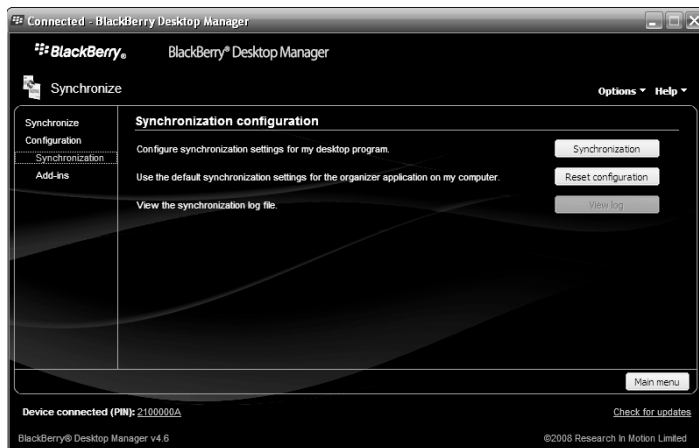 Connected - BlackBerry Desktop Manager
BlackBerry® BlackBerry® Desktop Manager
Synchronize Options Help
Synchronize
Configuration
Synchronization
Add-ins
Synchronization configuration
Configure synchronization settings for my desktop program. Synchronization
Use the default synchronization settings for the organizer application on my computer. Reset configuration
View the synchronization log file. View log
Main menu
Device connected (PIN): 2100000A Check for updates
BlackBerry® Desktop Manager v4.6 ©2008 Research In Motion Limited